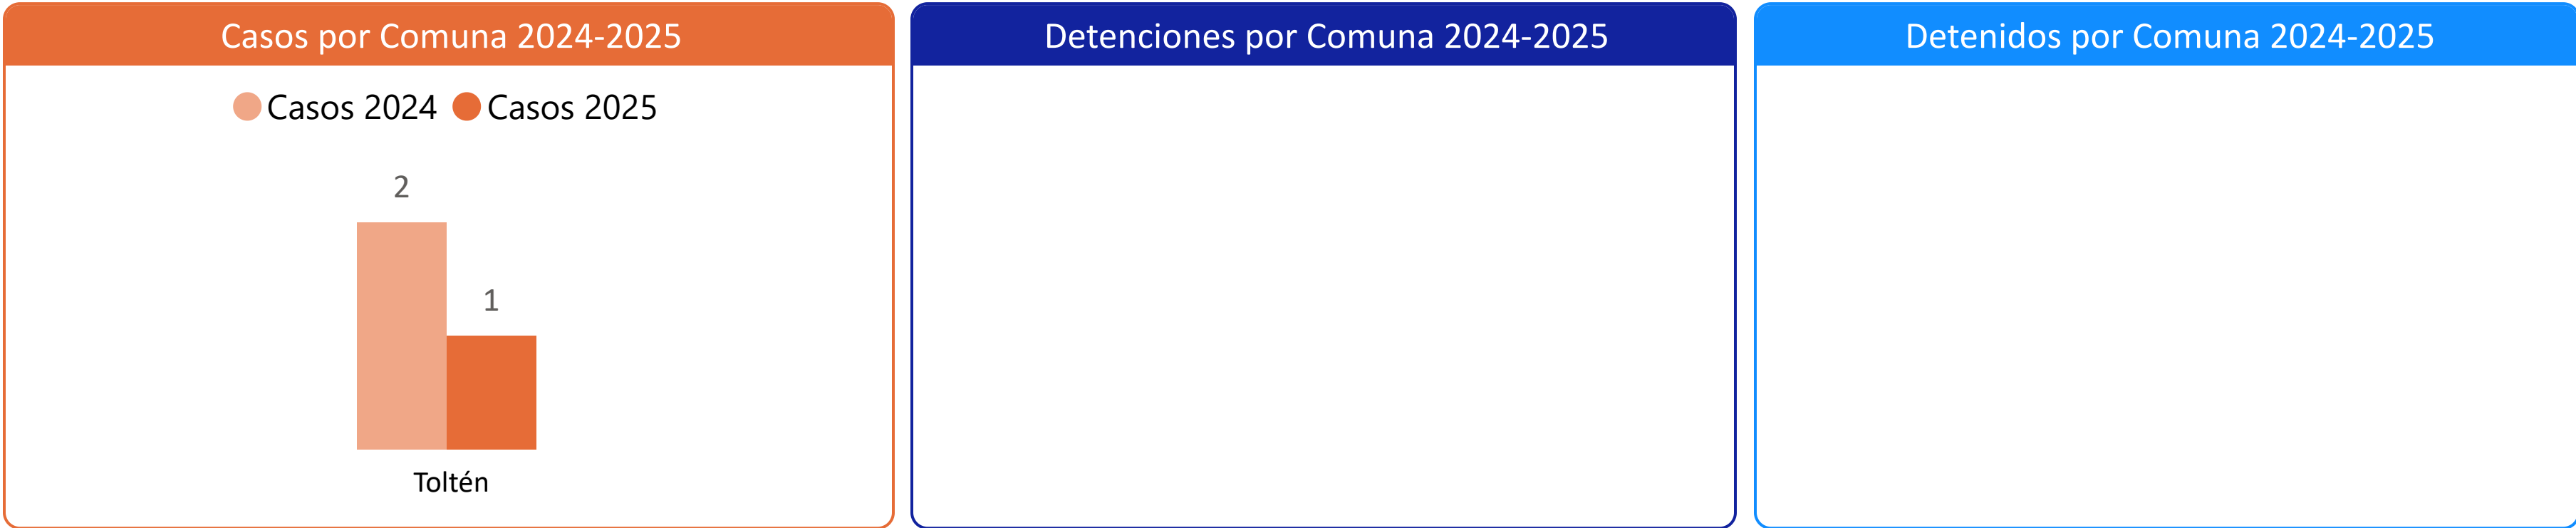 Casos por Comuna 2024-2025
Casos 2024 Casos 2025
2
1
Toltén
Detenciones por Comuna 2024-2025
Detenidos por Comuna 2024-2025